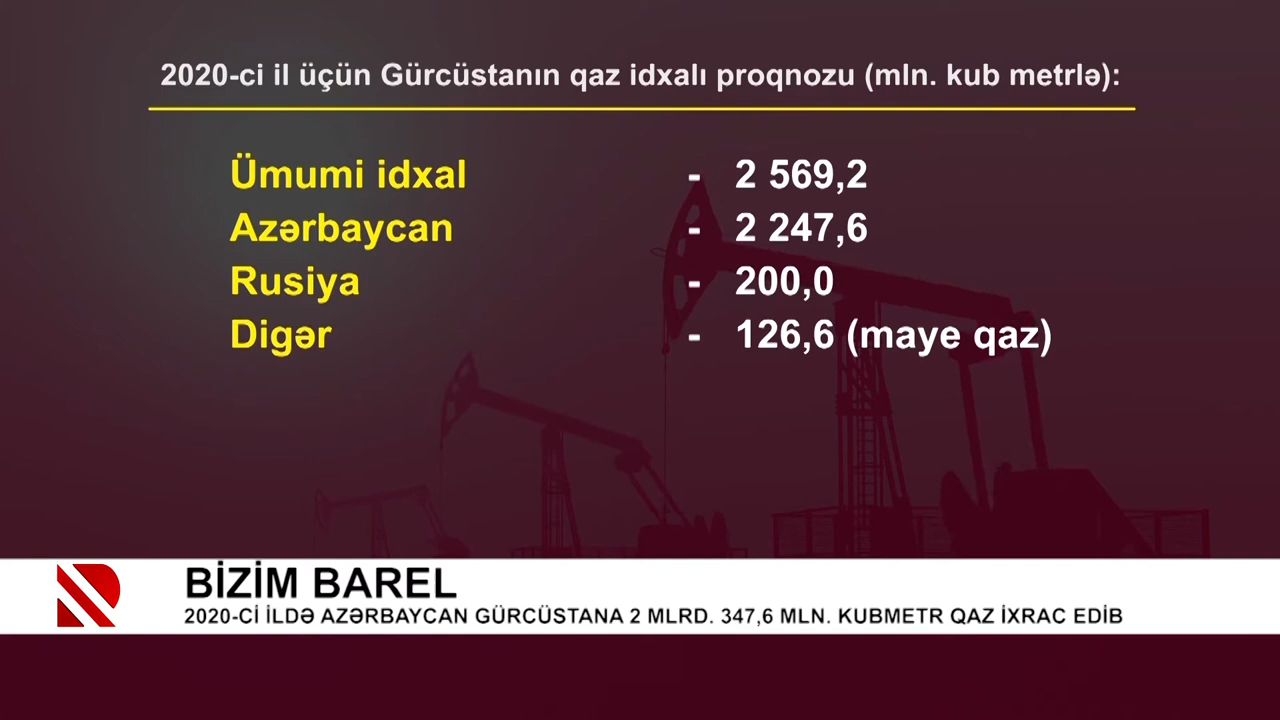 2020-ci il üçün Gürcüstanın qaz idxalı proqnozu (mln. kub metrlə):
Ümumi idxal - 2 569,2
Azərbaycan - 2 247,6
Rusiya - 200,0
Digər - 126,6 (maye qaz)
BİZİM BAREL
2020-Cİ İLDƏ AZƏRBAYCAN GÜRCÜSTANA 2 MLRD. 347,6 MLN. KUBMETR QAZ İXRAC EDİB